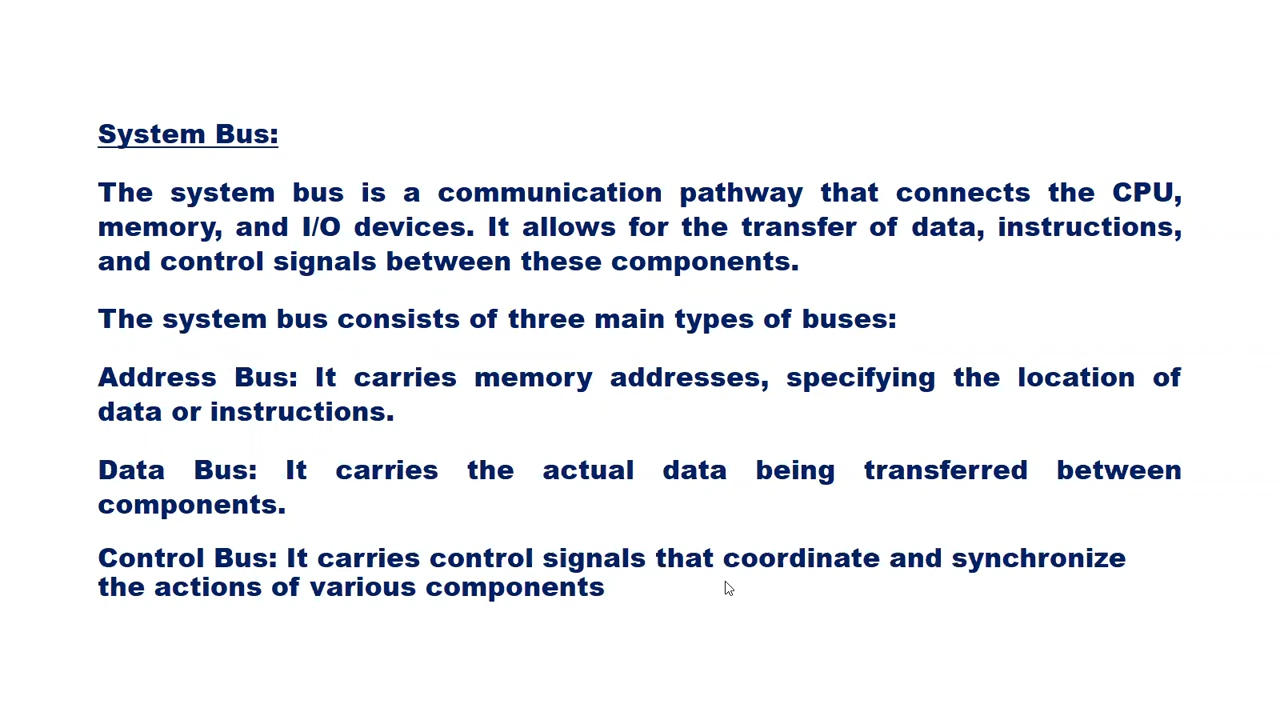 System Bus:
The system bus is a communication pathway that connects the CPU,
memory, and I/O devices. It allows for the transfer of data, instructions,
and control signals between these components.
The system bus consists of three main types of buses:
Address Bus: It carries memory addresses, specifying the location of
data or instructions.
Data Bus: It carries the actual data being transferred between
components.
Control Bus: It carries control signals that coordinate and synchronize
the actions of various components